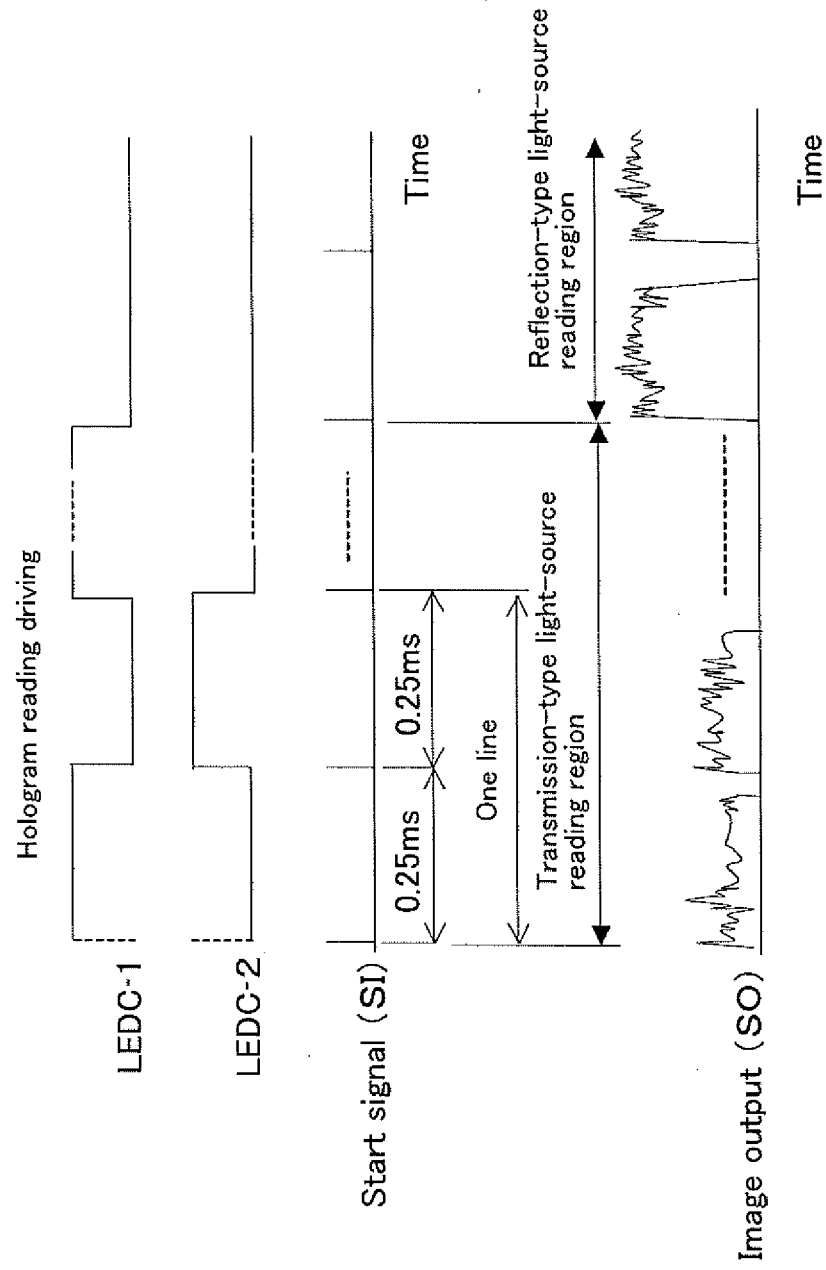 Hologram reading driving
LEDC-1
LEDC-2
Start signal (SI)
Time
0.25ms
0.25ms
One line
Transmission-type light-source
reading region
Reflection-type light-source
reading region
Image output (SO)
Time